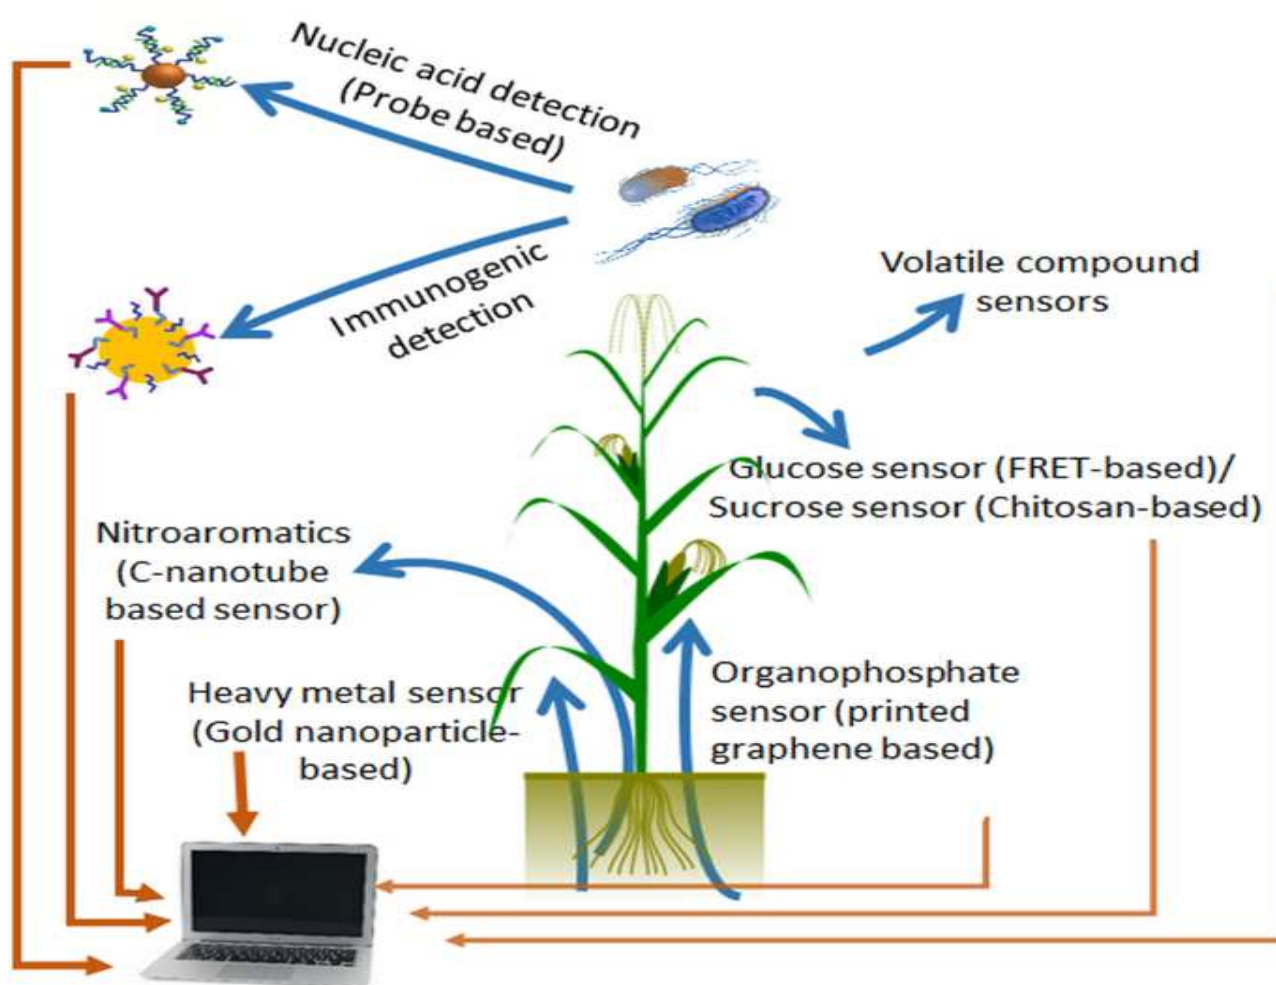 Nucleic acid detection
(Probe based)
Immunogenic
detection
Volatile compound
sensors
Glucose sensor (FRET-based)/
Sucrose sensor (Chitosan-based)
Nitroaromatics
(C-nanotube
based sensor)
Heavy metal sensor
(Gold nanoparticle-
based)
Organophosphate
sensor (printed
graphene based)